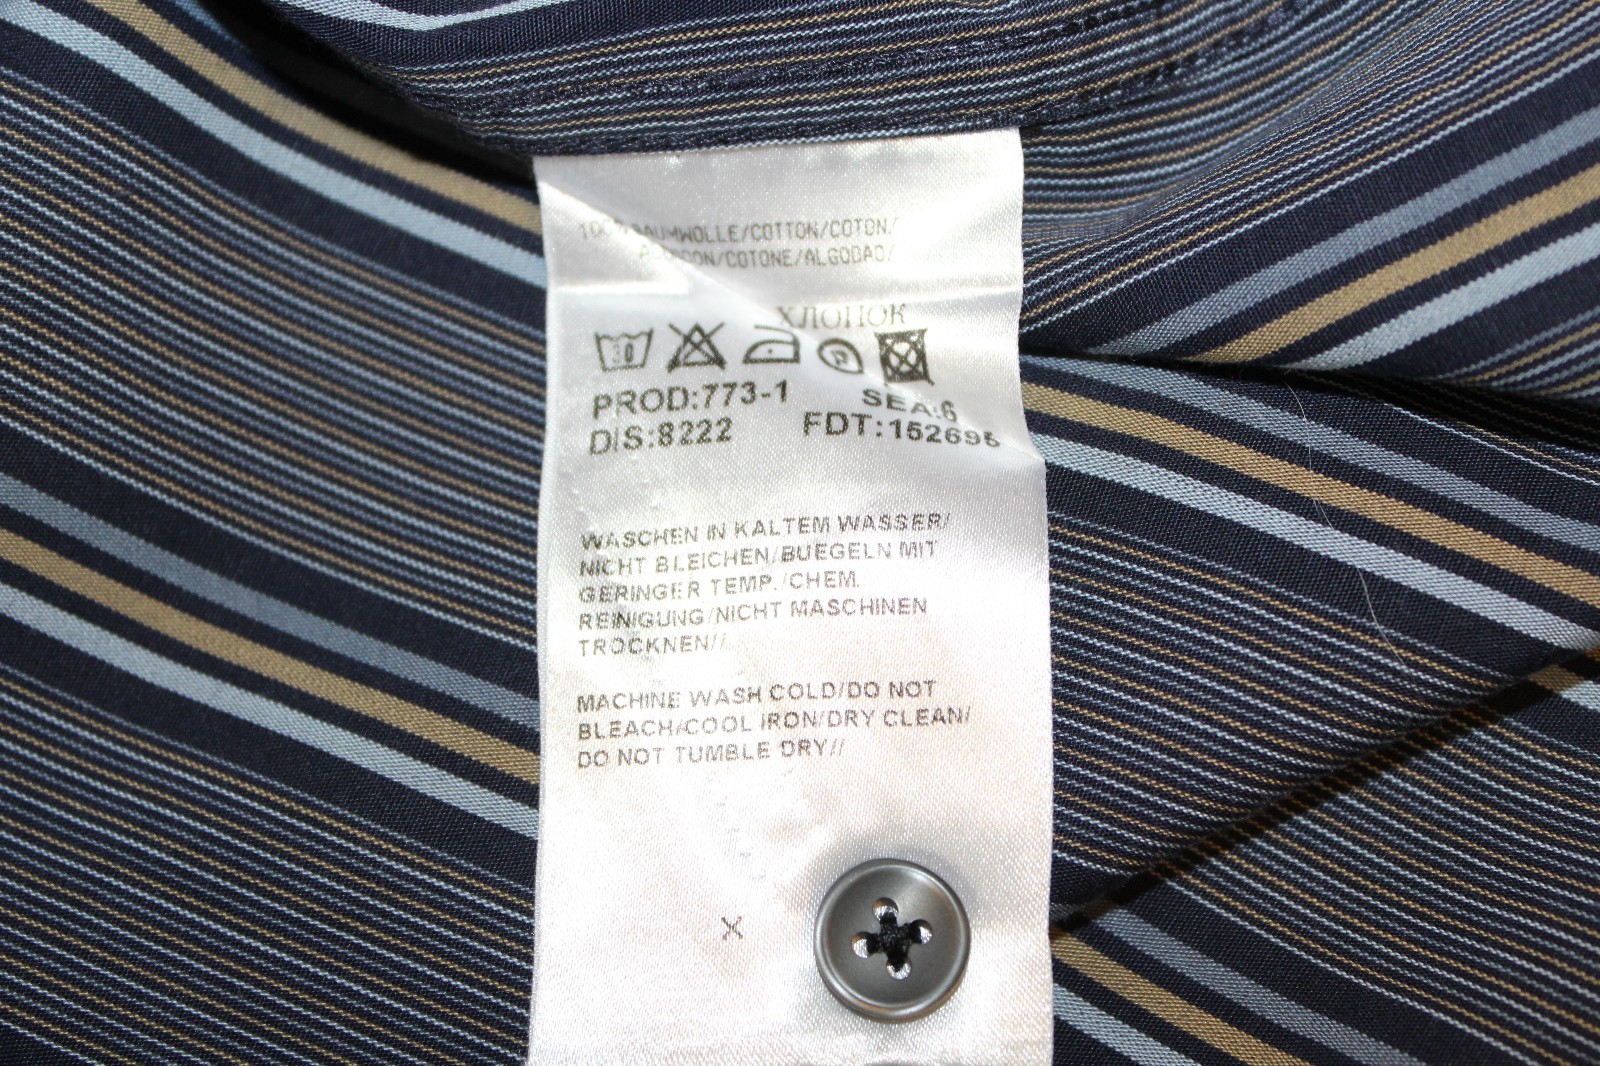 100% BAUMWOLLE/COTTON/COTON/
ALGODON/COTONE/ALGODAO/
ХЛОПОК
30
P
PROD:773-1 SEA:6
DIS:8222 FDT:152695
WASCHEN IN KALTEM WASSER/
NICHT BLEICHEN/BUEGELN MIT
GERINGER TEMP./CHEM.
REINIGUNG/NICHT MASCHINEN
TROCKNEN//
MACHINE WASH COLD/DO NOT
BLEACH/COOL IRON/DRY CLEAN/
DO NOT TUMBLE DRY//
X